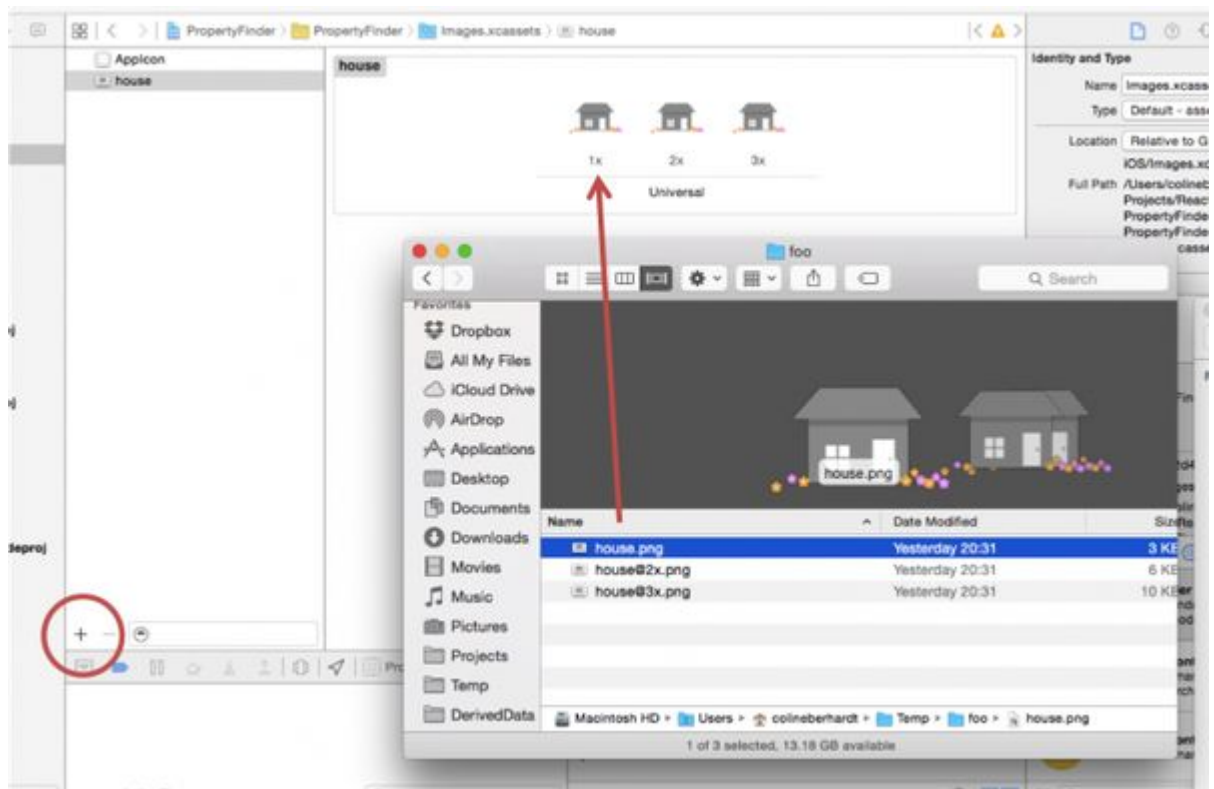 PropertyFinder PropertyFinder Images.xcassets house
AppIcon
house
house
1x 2x 3x
Universal
Identity and Type
Name Images.xcass
Type Default - ass
Location Relative to G
iOS/Images.xc
Full Path /Users/colineb
Projects/Reac
PropertyFinde
PropertyFinde
casse
foo
Search
Favorites
Dropbox
All My Files
iCloud Drive
AirDrop
Applications
Desktop
Documents
Downloads
Movies
Music
Pictures
Projects
Temp
DerivedData
house.png
Name Date Modified Size
house.png Yesterday 20:31 3 KB
house@2x.png Yesterday 20:31 6 KB
house@3x.png Yesterday 20:31 10 KB
deproj
Macintosh HD Users colineberhardt Temp foo house.png
1 of 3 selected, 13.18 GB available